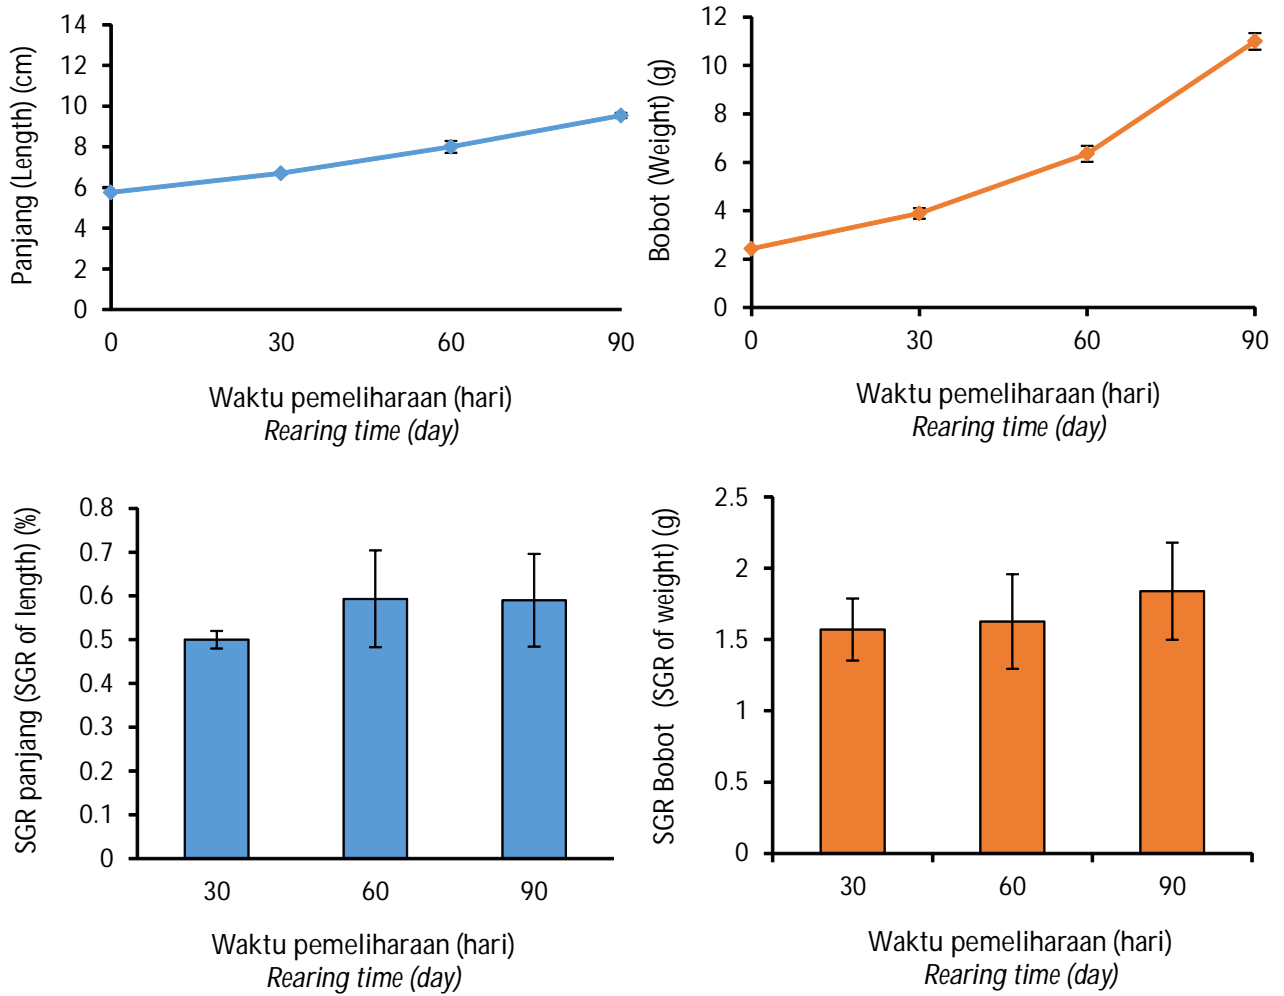 Panjang (Length) (cm)
14
12
10
8
6
4
2
0
0 30 60 90
Waktu pemeliharaan (hari)
Rearing time (day)
Bobot (Weight) (g)
12
10
8
6
4
2
0
0 30 60 90
Waktu pemeliharaan (hari)
Rearing time (day)
SGR panjang (SGR of length) (%)
0.8
0.7
0.6
0.5
0.4
0.3
0.2
0.1
0
30 60 90
Waktu pemeliharaan (hari)
Rearing time (day)
SGR Bobot (SGR of weight) (g)
2.5
2
1.5
1
0.5
0
30 60 90
Waktu pemeliharaan (hari)
Rearing time (day)